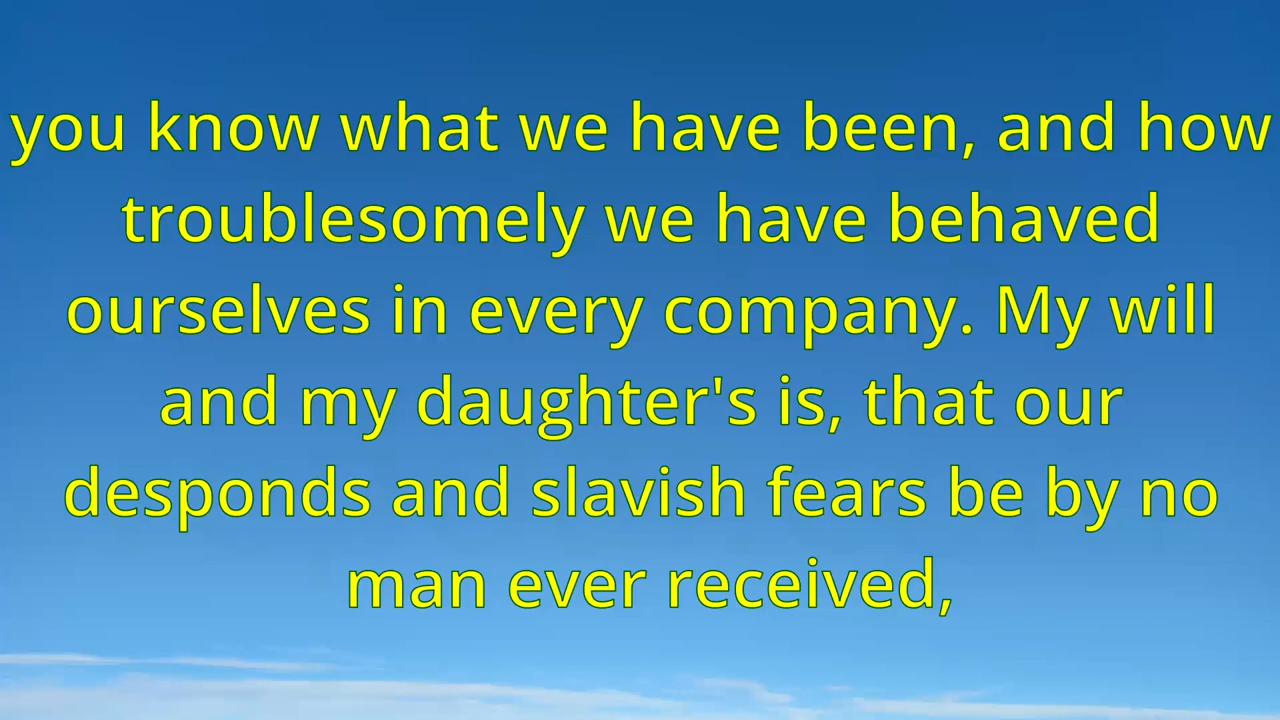 you know what we have been, and how
troublesomely we have behaved
ourselves in every company. My will
and my daughter's is, that our
desponds and slavish fears be by no
man ever received,